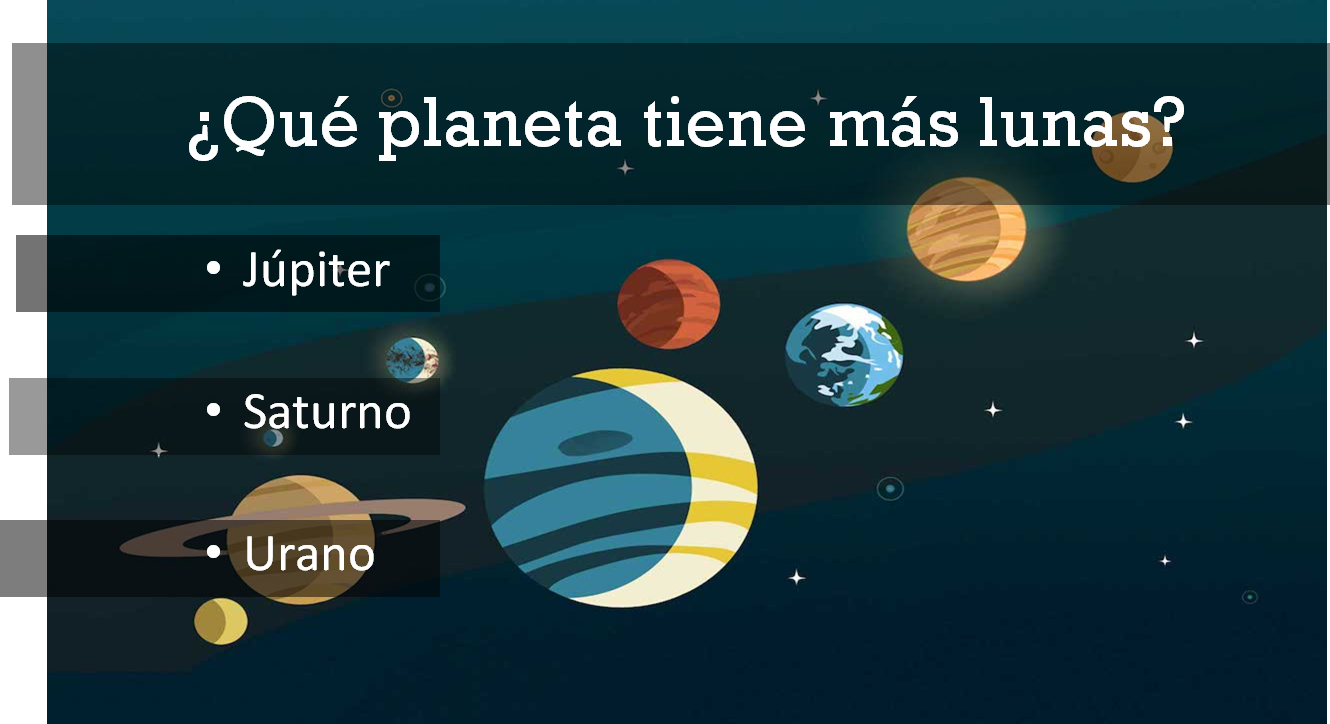 ¿Qué planeta tiene más lunas?
• Júpiter
• Saturno
• Urano